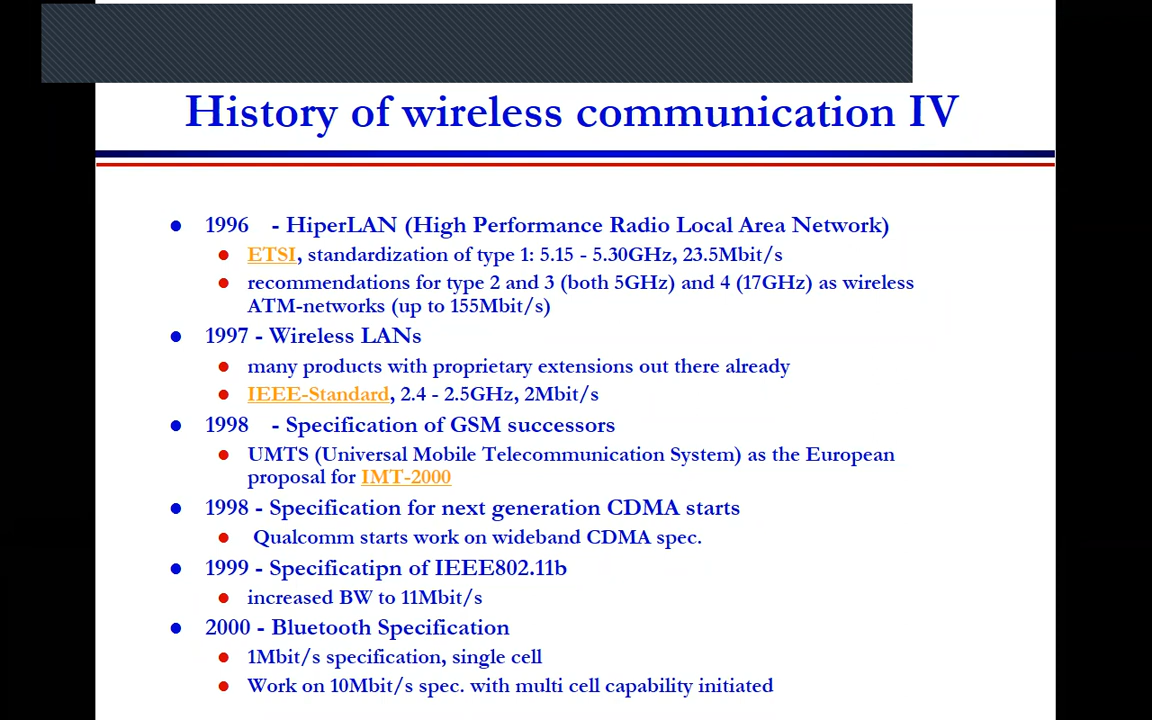 History of wireless communication IV
1996 - HiperLAN (High Performance Radio Local Area Network)
ETSI, standardization of type 1: 5.15 - 5.30GHz, 23.5Mbit/s
recommendations for type 2 and 3 (both 5GHz) and 4 (17GHz) as wireless
ATM-networks (up to 155Mbit/s)
1997 - Wireless LANs
many products with proprietary extensions out there already
IEEE-Standard, 2.4 - 2.5GHz, 2Mbit/s
1998 - Specification of GSM successors
UMTS (Universal Mobile Telecommunication System) as the European
proposal for IMT-2000
1998 - Specification for next generation CDMA starts
Qualcomm starts work on wideband CDMA spec.
1999 - Specificatipn of IEEE802.11b
increased BW to 11Mbit/s
2000 - Bluetooth Specification
1Mbit/s specification, single cell
Work on 10Mbit/s spec. with multi cell capability initiated